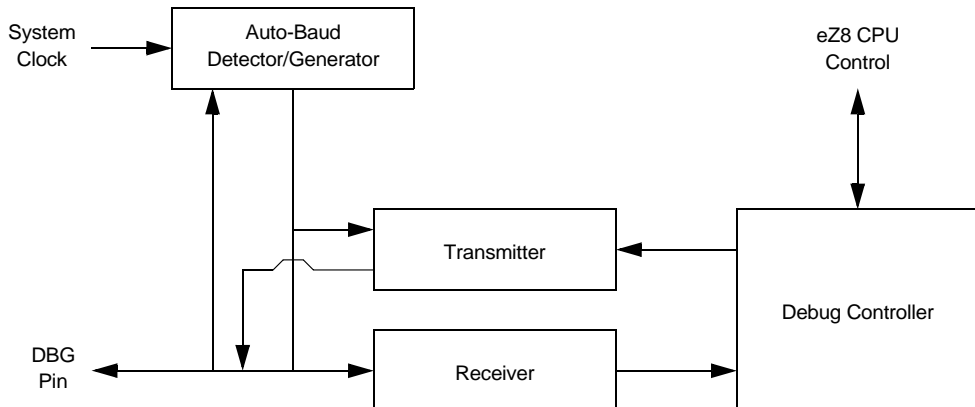 System
Clock
Auto-Baud
Detector/Generator
eZ8 CPU
Control
Transmitter
Debug Controller
DBG
Pin
Receiver